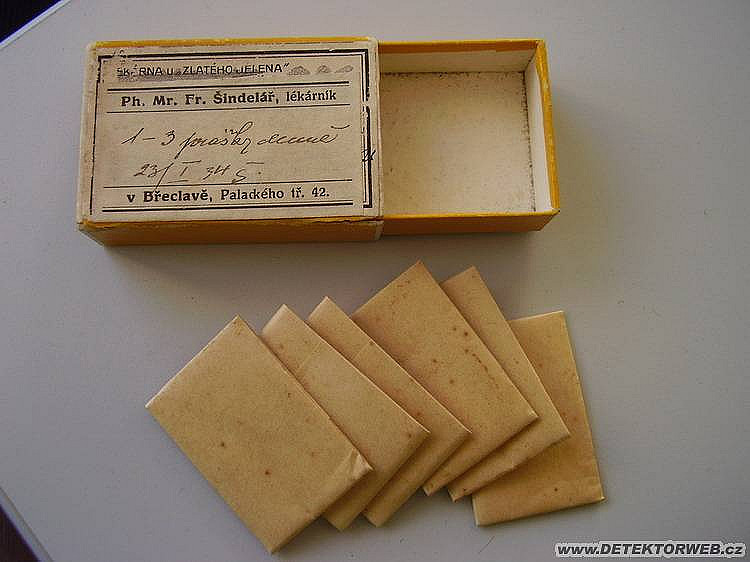 KÁRNA u „ZLATÉHO JELENA"
Ph. Mr. Fr. Šindelář, lékárník
1-3 prášky denně
23/I 34 Š
v Břeclavě, Palackého tř. 42.
www.DETEKTORWEB.cz